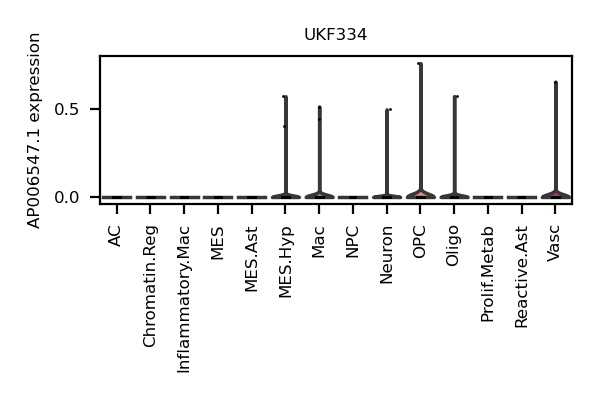 UKF334
AP006547.1 expression
0.5
0.0
AC
Chromatin.Reg
Inflammatory.Mac
MES
MES.Ast
MES.Hyp
Mac
NPC
Neuron
OPC
Oligo
Prolif.Metab
Reactive.Ast
Vasc